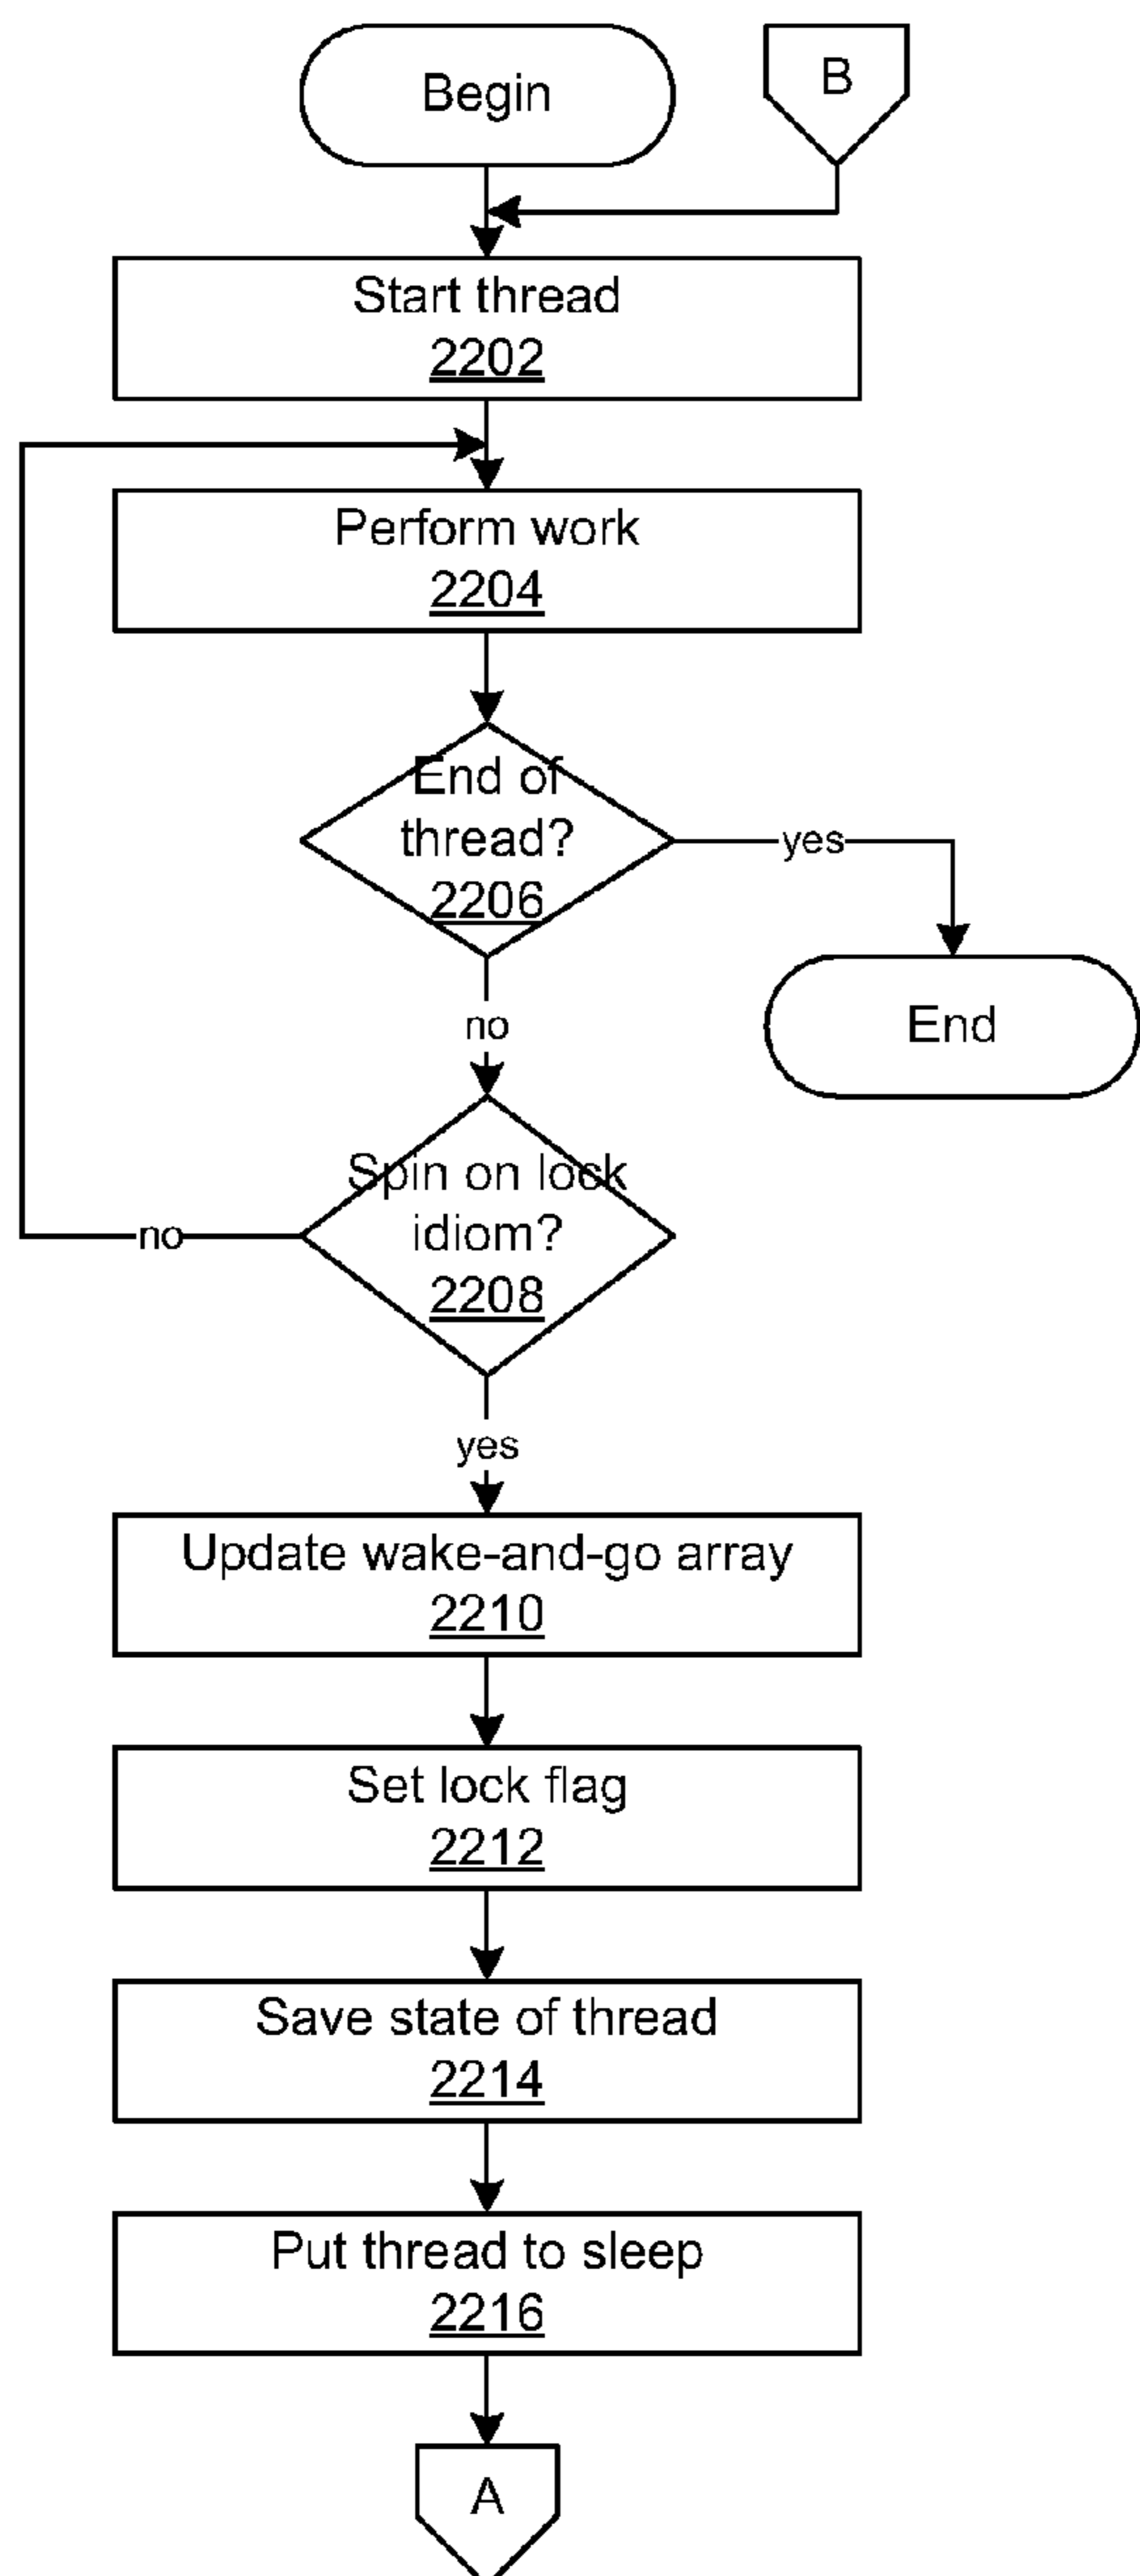 Begin
B
Start thread
2202
Perform work
2204
End of
thread?
2206
yes
End
no
Spin on lock
idiom?
2208
no
yes
Update wake-and-go array
2210
Set lock flag
2212
Save state of thread
2214
Put thread to sleep
2216
A